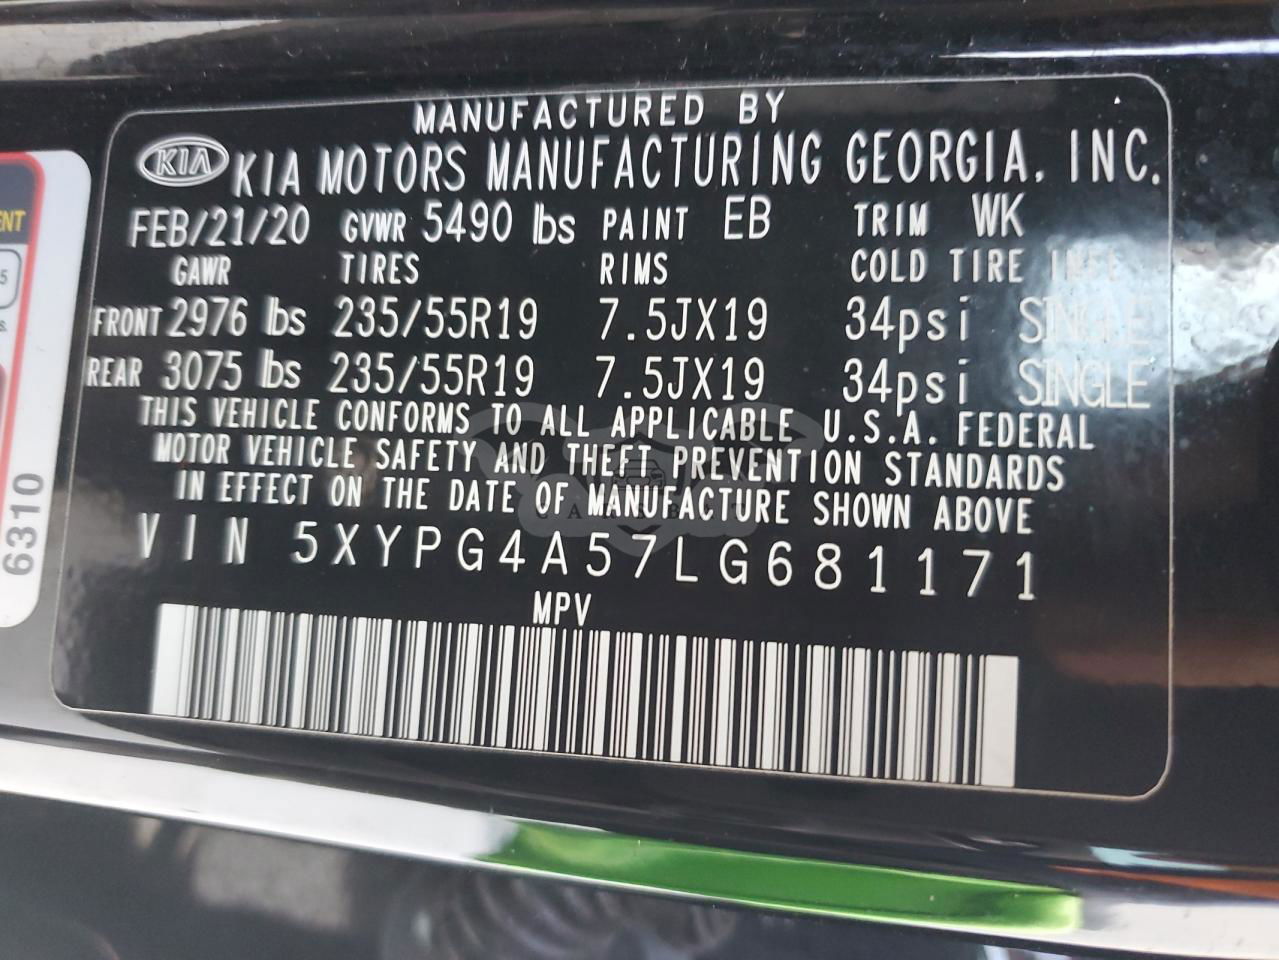 MANUFACTURED BY
KIA KIA MOTORS MANUFACTURING GEORGIA, INC.
FEB/21/20 GVWR 5490 lbs PAINT EB TRIM WK
GAWR TIRES RIMS COLD TIRE INFL
FRONT 2976 lbs 235/55R19 7.5JX19 34psi SINGLE
REAR 3075 lbs 235/55R19 7.5JX19 34psi SINGLE
THIS VEHICLE CONFORMS TO ALL APPLICABLE U.S.A. FEDERAL
MOTOR VEHICLE SAFETY AND THEFT PREVENTION STANDARDS
IN EFFECT ON THE DATE OF MANUFACTURE SHOWN ABOVE
VIN 5XYPG4A57LG681171
MPV
6310